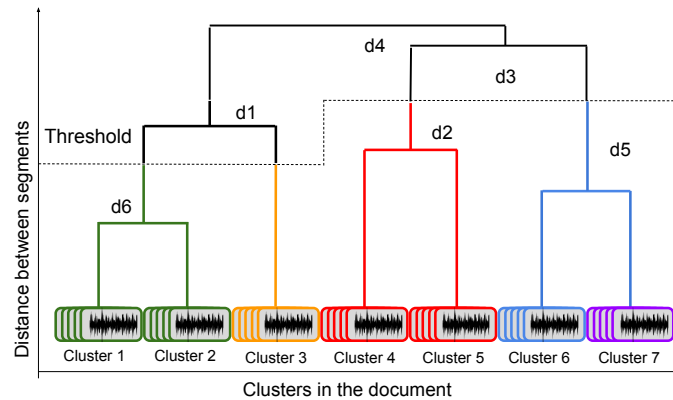 d4
d3
d1
Threshold
d2
d5
d6
Distance between segments
Cluster 1 Cluster 2 Cluster 3 Cluster 4 Cluster 5 Cluster 6 Cluster 7
Clusters in the document